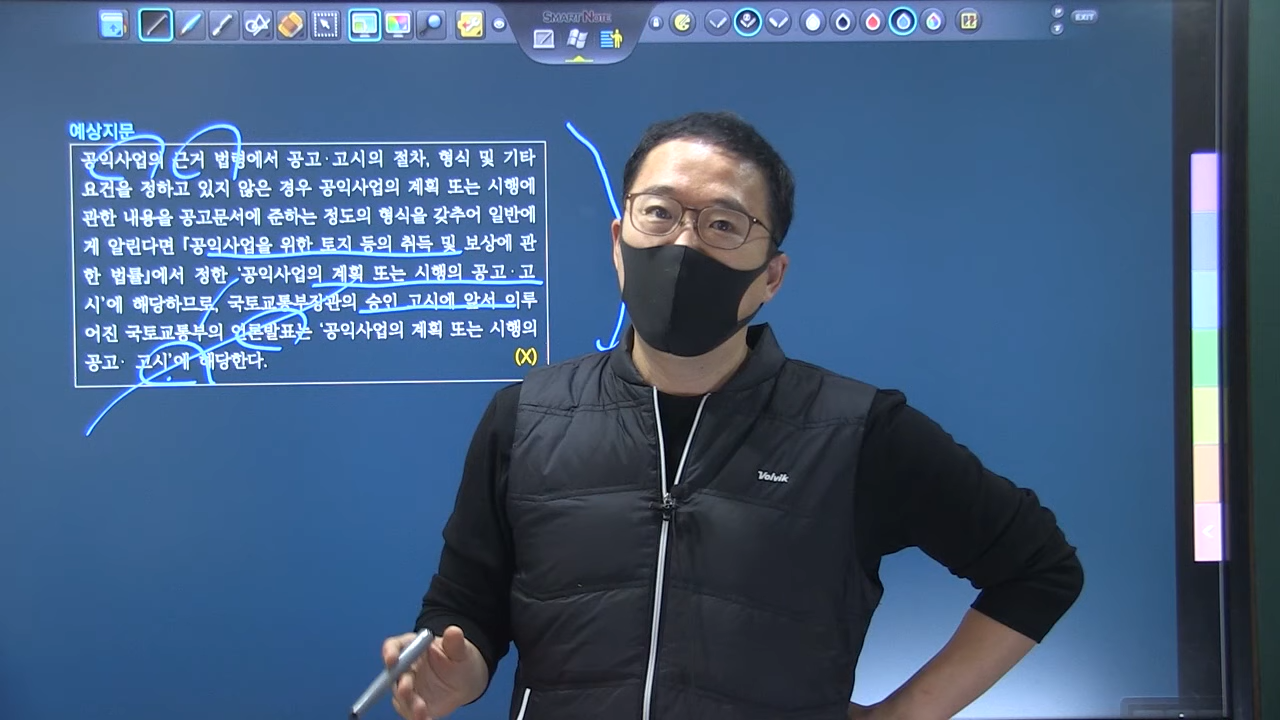 SMARTNOTE
EXIT
예상지문
공익사업의 근거 법령에서 공고·고시의 절차, 형식 및 기타
요건을 정하고 있지 않은 경우 공익사업의 계획 또는 시행에
관한 내용을 공고문서에 준하는 정도의 형식을 갖추어 일반에
게 알린다면 「공익사업을 위한 토지 등의 취득 및 보상에 관
한 법률」에서 정한 '공익사업의 계획 또는 시행의 공고·고
시'에 해당하므로, 국토교통부장관의 승인 고시에 앞서 이루
어진 국토교통부의 언론발표는 '공익사업의 계획 또는 시행의
공고· 고시'에 해당한다.
(X)
Volvik